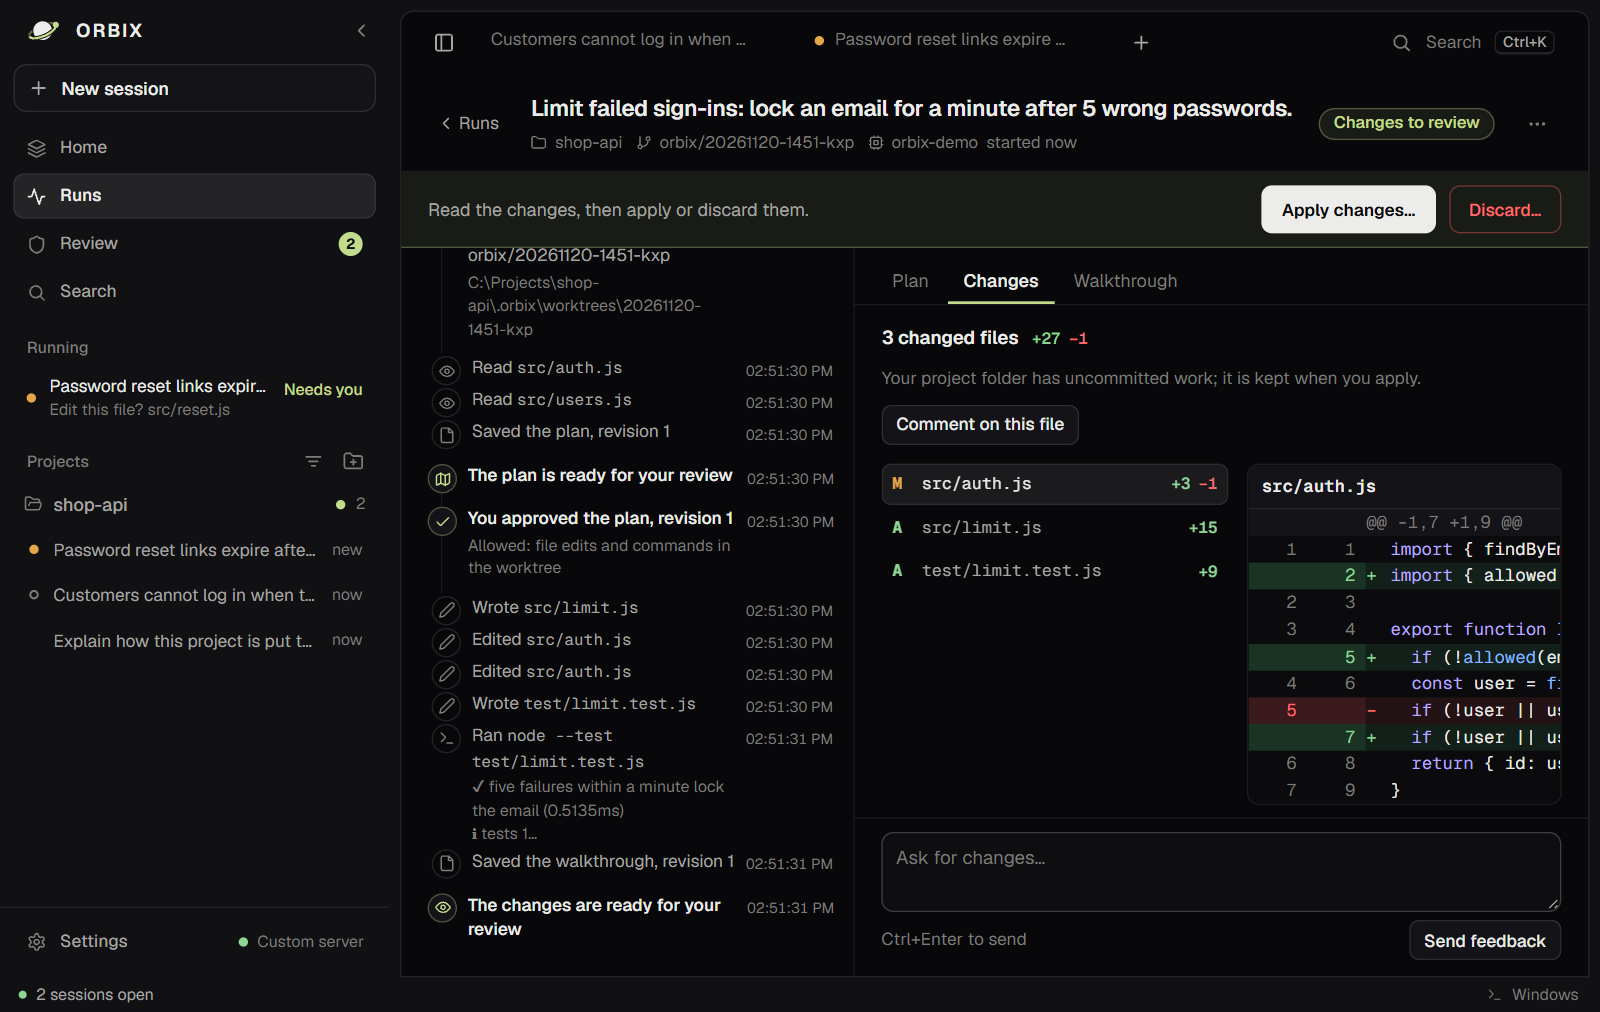 ORBIX
New session
Home
Runs
Review
2
Search
Running
Password reset links expir...
Needs you
Edit this file? src/reset.js
Projects
shop-api
2
Password reset links expire afte...
new
Customers cannot log in when t...
now
Explain how this project is put t...
now
Settings
Custom server
2 sessions open
Customers cannot log in when ...
Password reset links expire ...
Search
Ctrl+K
Runs
Limit failed sign-ins: lock an email for a minute after 5 wrong passwords.
shop-api
orbix/20261120-1451-kxp
orbix-demo
started now
Changes to review
Read the changes, then apply or discard them.
Apply changes...
Discard...
orbix/20261120-1451-kxp
C:\Projects\shop-
api\.orbix\worktrees\20261120-
1451-kxp
Read src/auth.js
02:51:30 PM
Read src/users.js
02:51:30 PM
Saved the plan, revision 1
02:51:30 PM
The plan is ready for your review
02:51:30 PM
You approved the plan, revision 1
02:51:30 PM
Allowed: file edits and commands in
the worktree
Wrote src/limit.js
02:51:30 PM
Edited src/auth.js
02:51:30 PM
Edited src/auth.js
02:51:30 PM
Wrote test/limit.test.js
02:51:30 PM
Ran node --test
02:51:31 PM
test/limit.test.js
✓ five failures within a minute lock
the email (0.5135ms)
ℹ tests 1...
Saved the walkthrough, revision 1
02:51:31 PM
The changes are ready for your
02:51:31 PM
review
Plan
Changes
Walkthrough
3 changed files +27 −1
Your project folder has uncommitted work; it is kept when you apply.
Comment on this file
M src/auth.js +3 −1
A src/limit.js +15
A test/limit.test.js +9
src/auth.js
@@ -1,7 +1,9 @@
1 1 import { findByE
2 + import { allowed
2 3
3 4 export function
5 + if (!allowed(e
4 6 const user = f
5 − if (!user || u
7 + if (!user || u
6 8 return { id: u
7 9 }
Ask for changes...
Ctrl+Enter to send
Send feedback
Windows